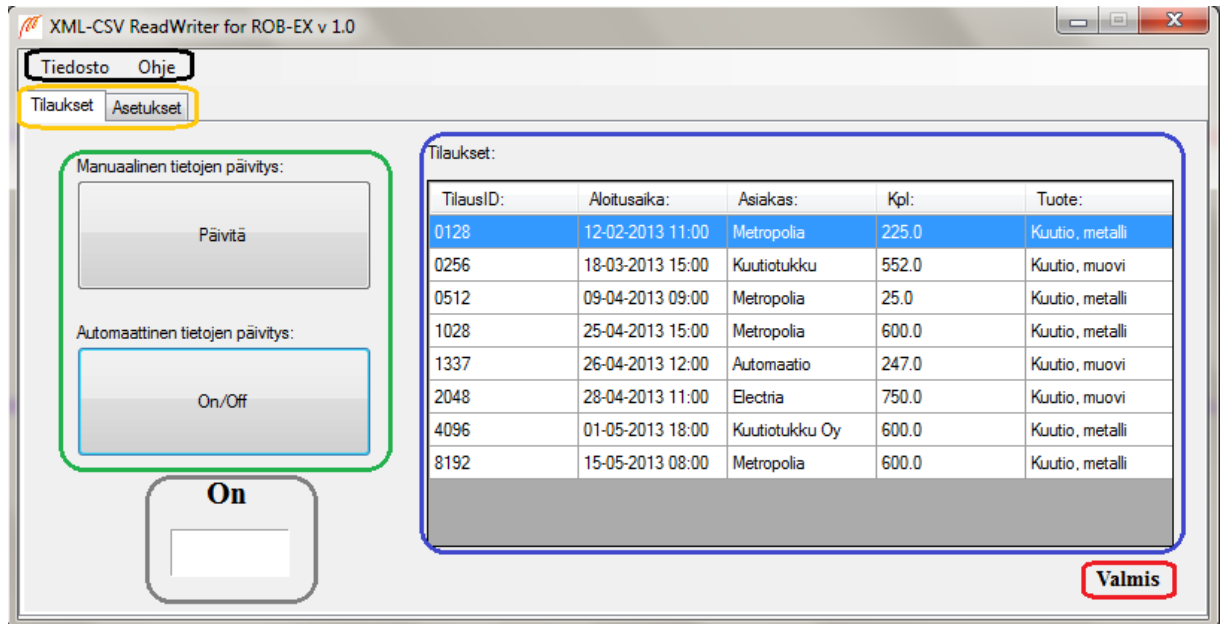 XML-CSV ReadWriter for ROB-EX v 1.0
Tiedosto Ohje
Tilaukset Asetukset
Manuaalinen tietojen päivitys:
Päivitä
Automaattinen tietojen päivitys:
On/Off
On
Tilaukset:
TilausID: Aloitusaika: Asiakas: Kpl: Tuote:
0128 12-02-2013 11:00 Metropolia 225.0 Kuutio, metalli
0256 18-03-2013 15:00 Kuutiotukku 552.0 Kuutio, muovi
0512 09-04-2013 09:00 Metropolia 25.0 Kuutio, metalli
1028 25-04-2013 15:00 Metropolia 600.0 Kuutio, metalli
1337 26-04-2013 12:00 Automaatio 247.0 Kuutio, muovi
2048 28-04-2013 11:00 Electria 750.0 Kuutio, muovi
4096 01-05-2013 18:00 Kuutiotukku Oy 600.0 Kuutio, metalli
8192 15-05-2013 08:00 Metropolia 600.0 Kuutio, metalli
Valmis